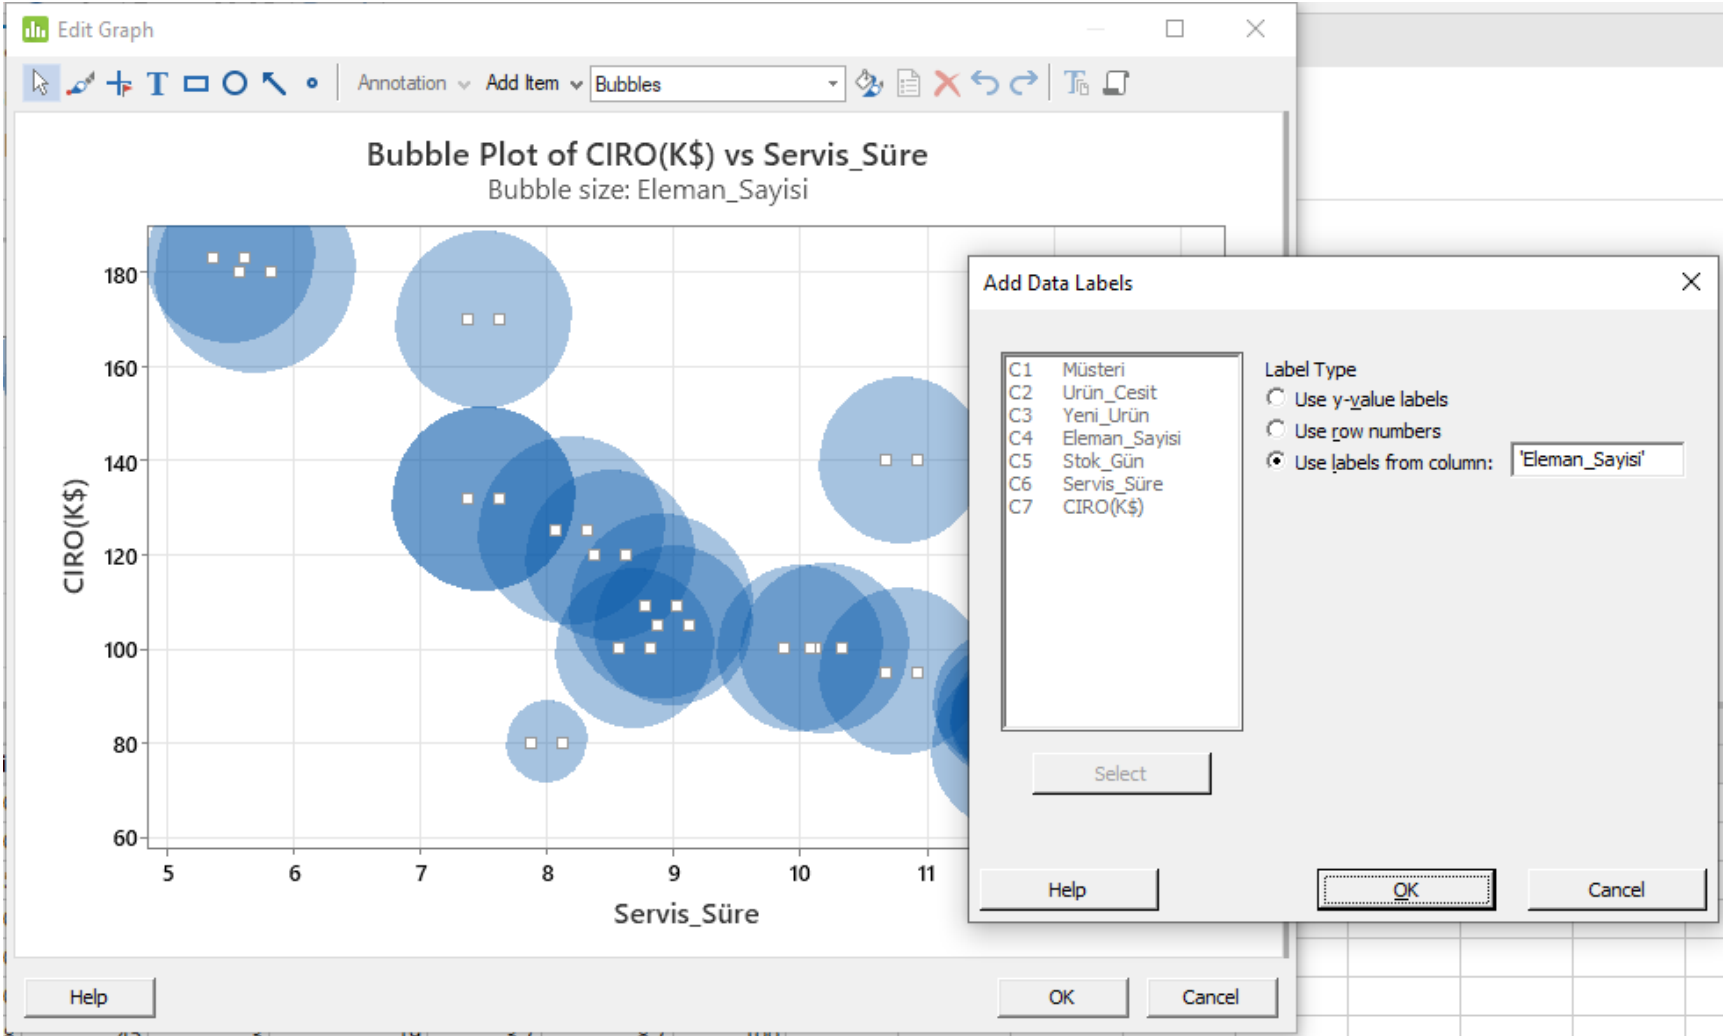 Edit Graph
Annotation Add Item Bubbles
Bubble Plot of CIRO(K$) vs Servis_Süre
Bubble size: Eleman_Sayisi
CIRO(K$)
180
160
140
120
100
80
60
5 6 7 8 9 10 11
Servis_Süre
Help OK Cancel
Add Data Labels
C1 Müsteri
C2 Urün_Cesit
C3 Yeni_Urün
C4 Eleman_Sayisi
C5 Stok_Gün
C6 Servis_Süre
C7 CIRO(K$)
Select
Label Type
Use y-value labels
Use row numbers
Use labels from column: 'Eleman_Sayisi'
Help OK Cancel